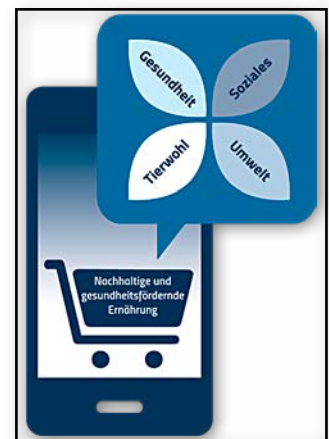 Gesundheit
Soziales
Tierwohl
Umwelt
Nachhaltige und
gesundheitsfördernde
Ernährung